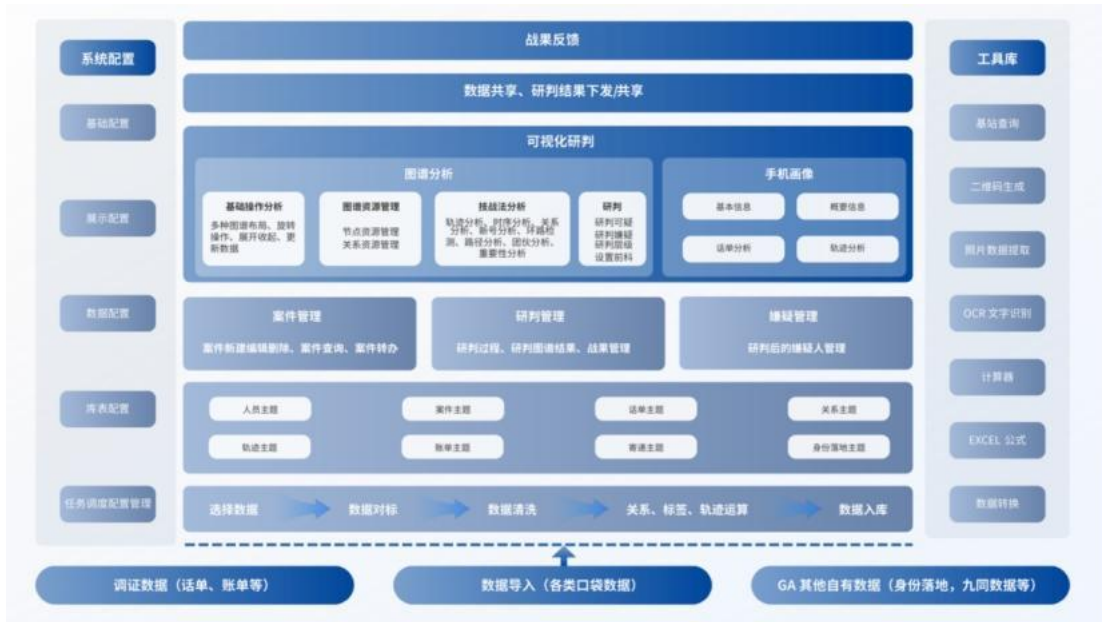 系统配置
基础配置
展示配置
数据配置
库表配置
任务调度配置管理
战果反馈
数据共享、研判结果下发/共享
可视化研判
图谱分析
基础操作分析
多种图谱布局、旋转
操作、展开收起、更
新数据
图谱资源管理
节点资源管理
关系资源管理
技战法分析
轨迹分析、时序分析、关系
分析、新号分析、环路检
测、路径分析、团伙分析、
重要性分析
研判
研判可疑
研判嫌疑
研判层级
设置前科
手机画像
基本信息
概要信息
话单分析
轨迹分析
案件管理
案件新建编辑删除、案件查询、案件转办
研判管理
研判过程、研判图谱结果、战果管理
嫌疑管理
研判后的嫌疑人管理
人员主题
案件主题
话单主题
关系主题
轨迹主题
账单主题
寄递主题
身份落地主题
选择数据
数据对标
数据清洗
关系、标签、轨迹运算
数据入库
工具库
基站查询
二维码生成
照片数据提取
OCR 文字识别
计算器
EXCEL 公式
数据转换
调证数据（话单、账单等）
数据导入（各类口袋数据）
GA 其他自有数据（身份落地，九同数据等）